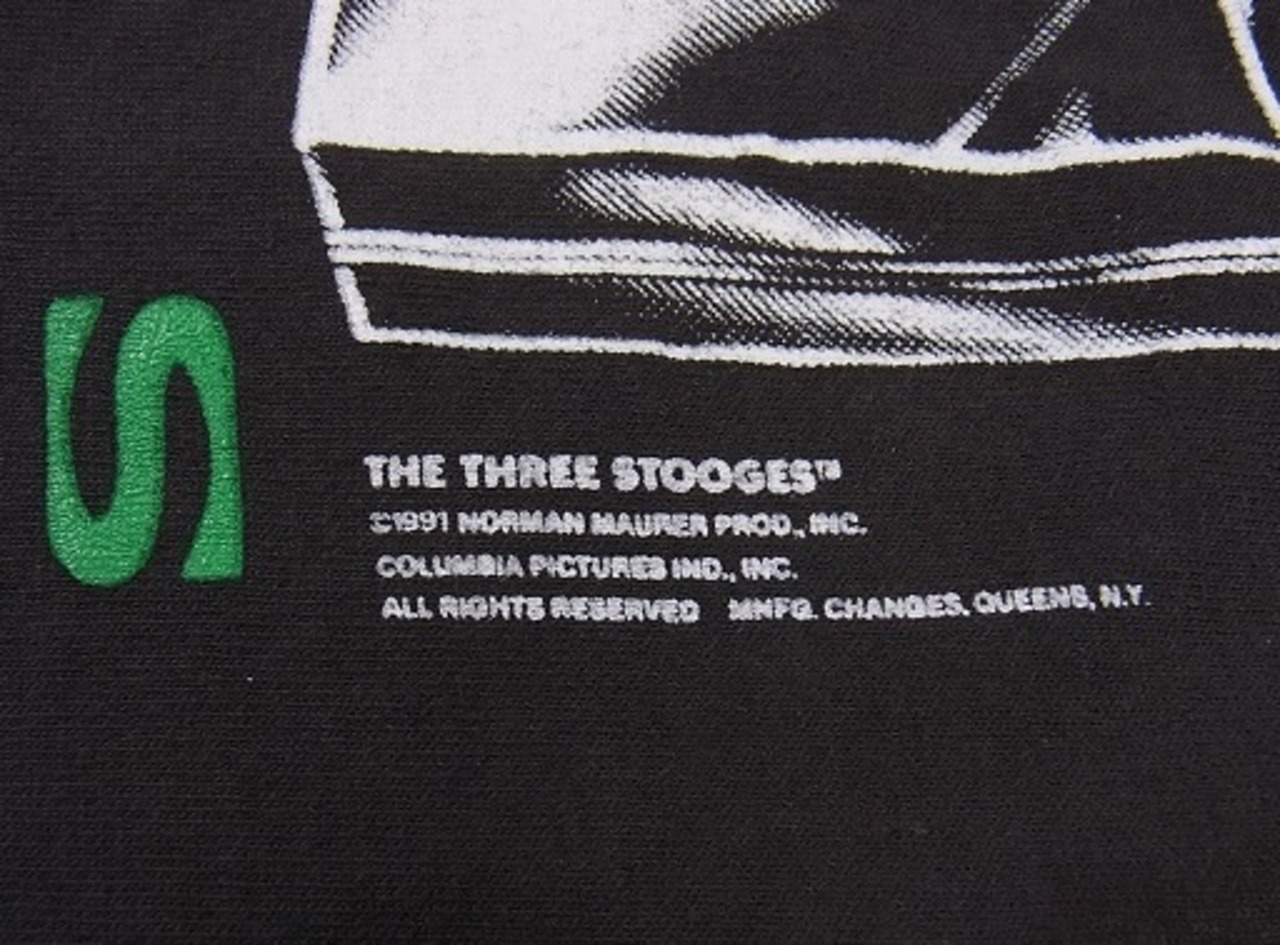 S
THE THREE STOOGES™
©1991 NORMAN MAURER PROD., INC.
COLUMBIA PICTURES IND., INC.
ALL RIGHTS RESERVED MNFG. CHANGES, QUEENS, N.Y.